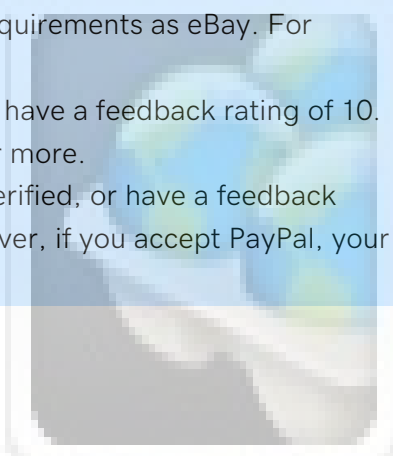 quirements as eBay. For
have a feedback rating of 10.
more.
erified, or have a feedback
ver, if you accept PayPal, your